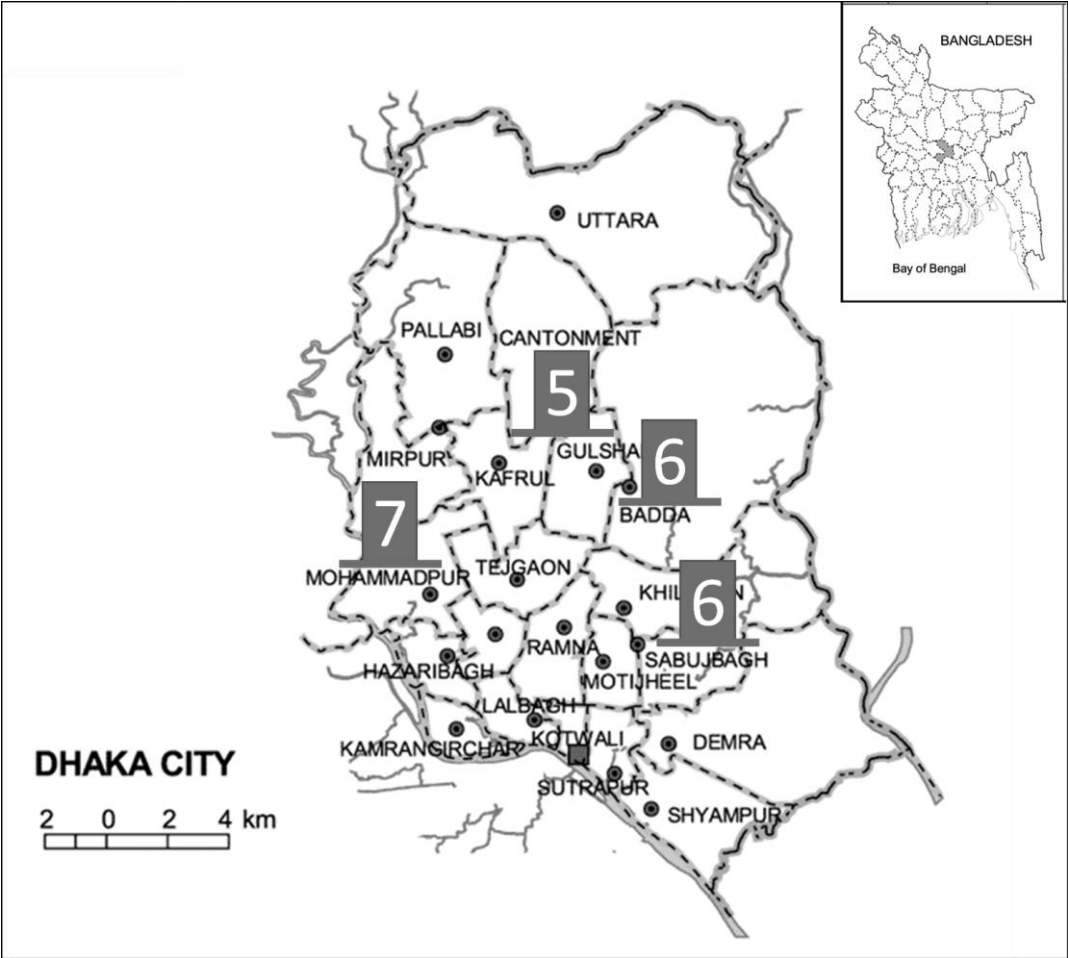 BANGLADESH
Bay of Bengal
UTTARA
PALLABI
CANTONMENT
5
GULSHA
6
MIRPUR
KAFRUL
BADDA
7
MOHAMMADPUR
TEJGAON
6
RAMNA
SABUJBAGH
HAZARIBAGH
MOTIJHEEL
LALBAGH
KOTWALI
DEMRA
KAMRANGIRCHAR
SUTRAPUR
SHYAMPUR
DHAKA CITY
2 0 2 4 km